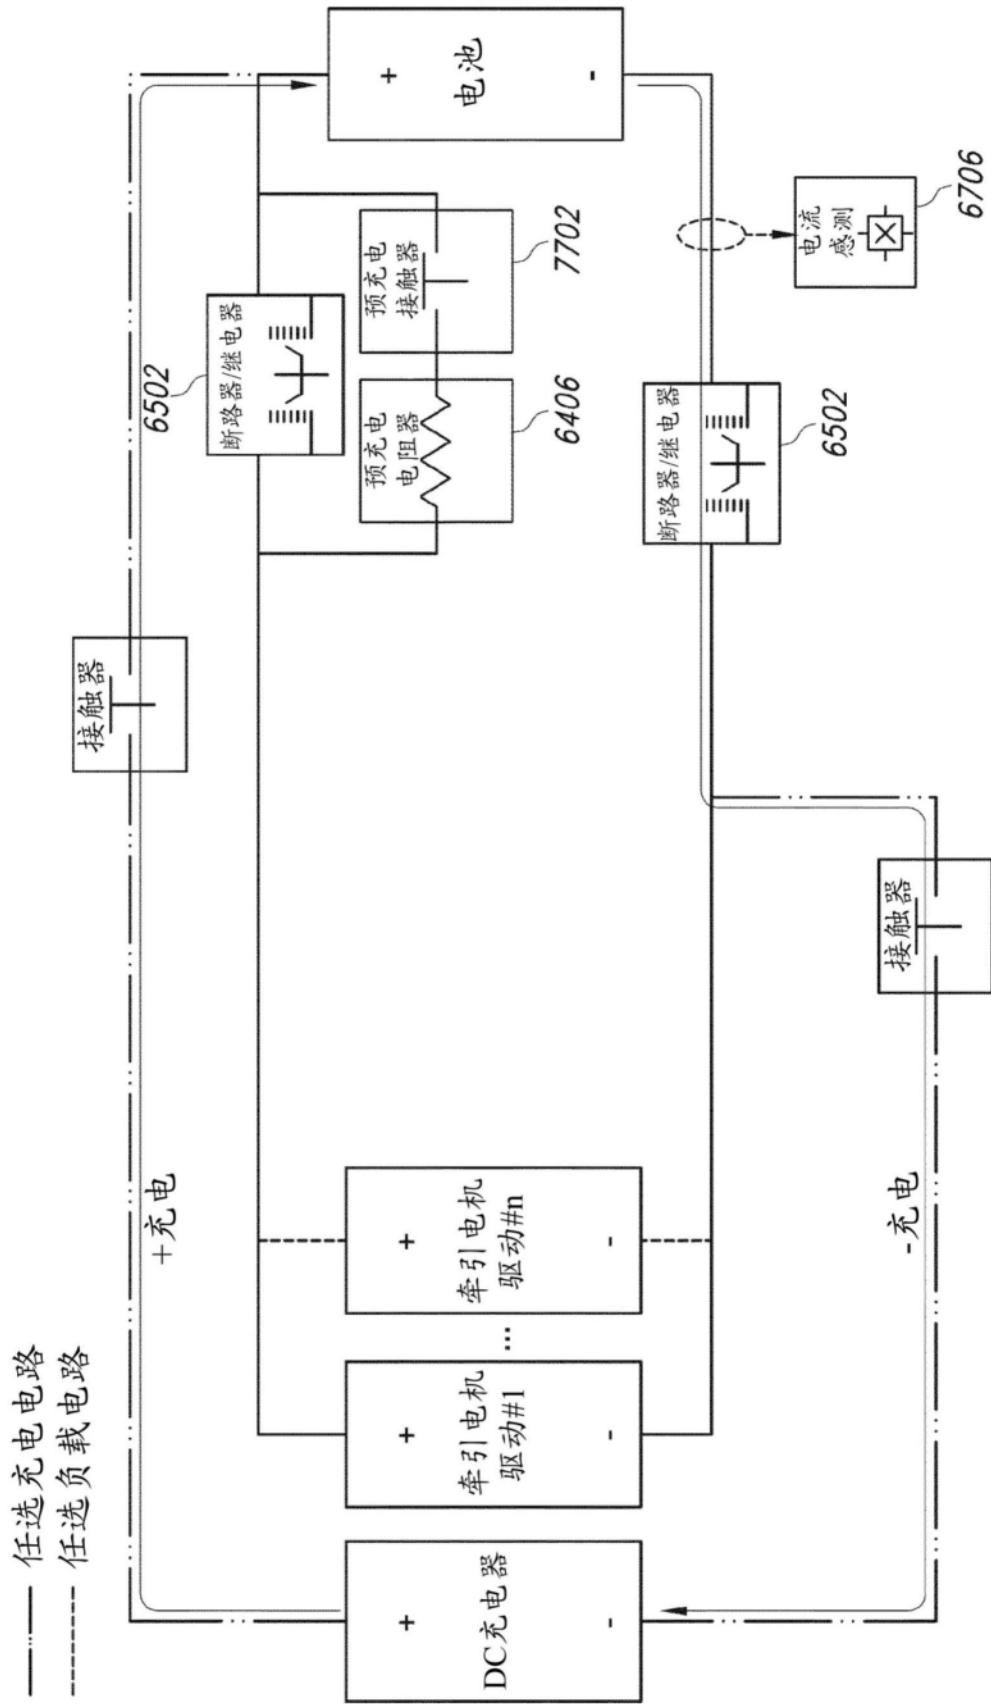 任选充电电路
任选负载电路
+充电
接触器
6502
断路器/继电器
预充电
电阻器
6406
预充电
接触器
7702
+
电池
-
DC充电器
+
-
牵引电机
驱动#1
+
-
...
牵引电机
驱动#n
+
-
断路器/继电器
6502
电流
感测
6706
-充电
接触器